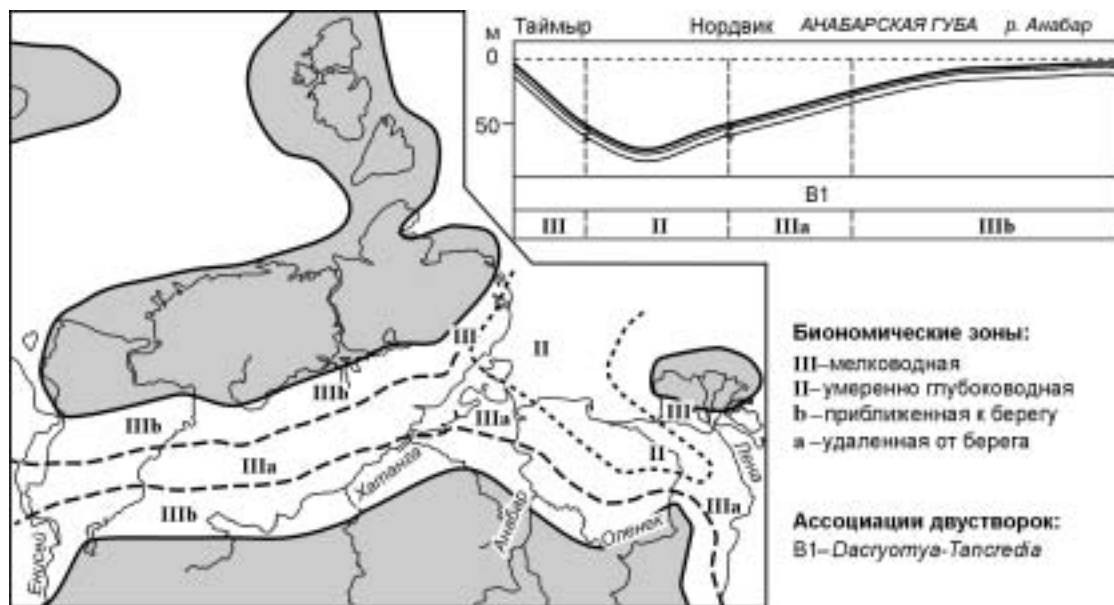 Таймыр Нордвик АНАБАРСКАЯ ГУБА р. Анабар
м
0
50
B1
III II IIIa IIIb
III
II
IIIb
III
IIIb
IIIa
II
IIIa
Хатанга
Лена
IIIa
IIIb
Анабар
Оленек
Енисей
Биономические зоны:
III–мелководная
II–умеренно глубоководная
b–приближенная к берегу
a–удаленная от берега
Ассоциации двустворок:
B1–Dacryomya-Tancredia